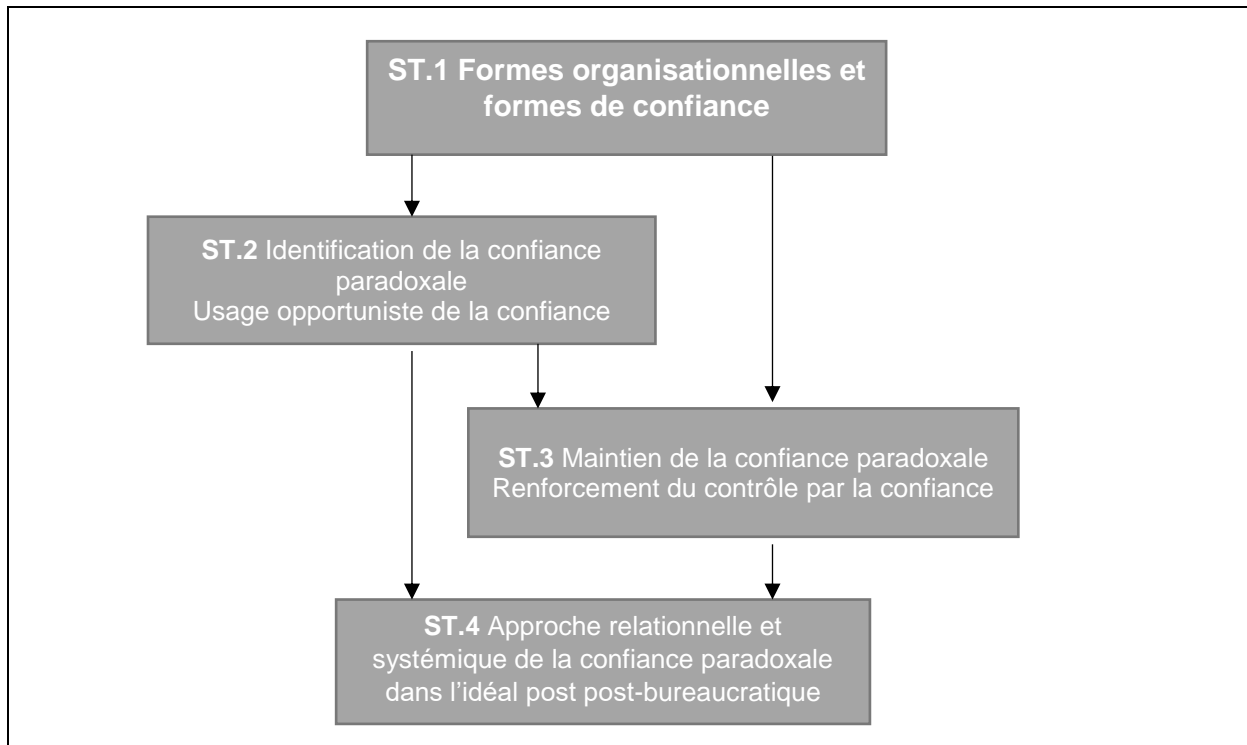 ST.1 Formes organisationnelles et
formes de confiance
ST.2 Identification de la confiance
paradoxale
Usage opportuniste de la confiance
ST.3 Maintien de la confiance paradoxale
Renforcement du contrôle par la confiance
ST.4 Approche relationnelle et
systémique de la confiance paradoxale
dans l’idéal post post-bureaucratique